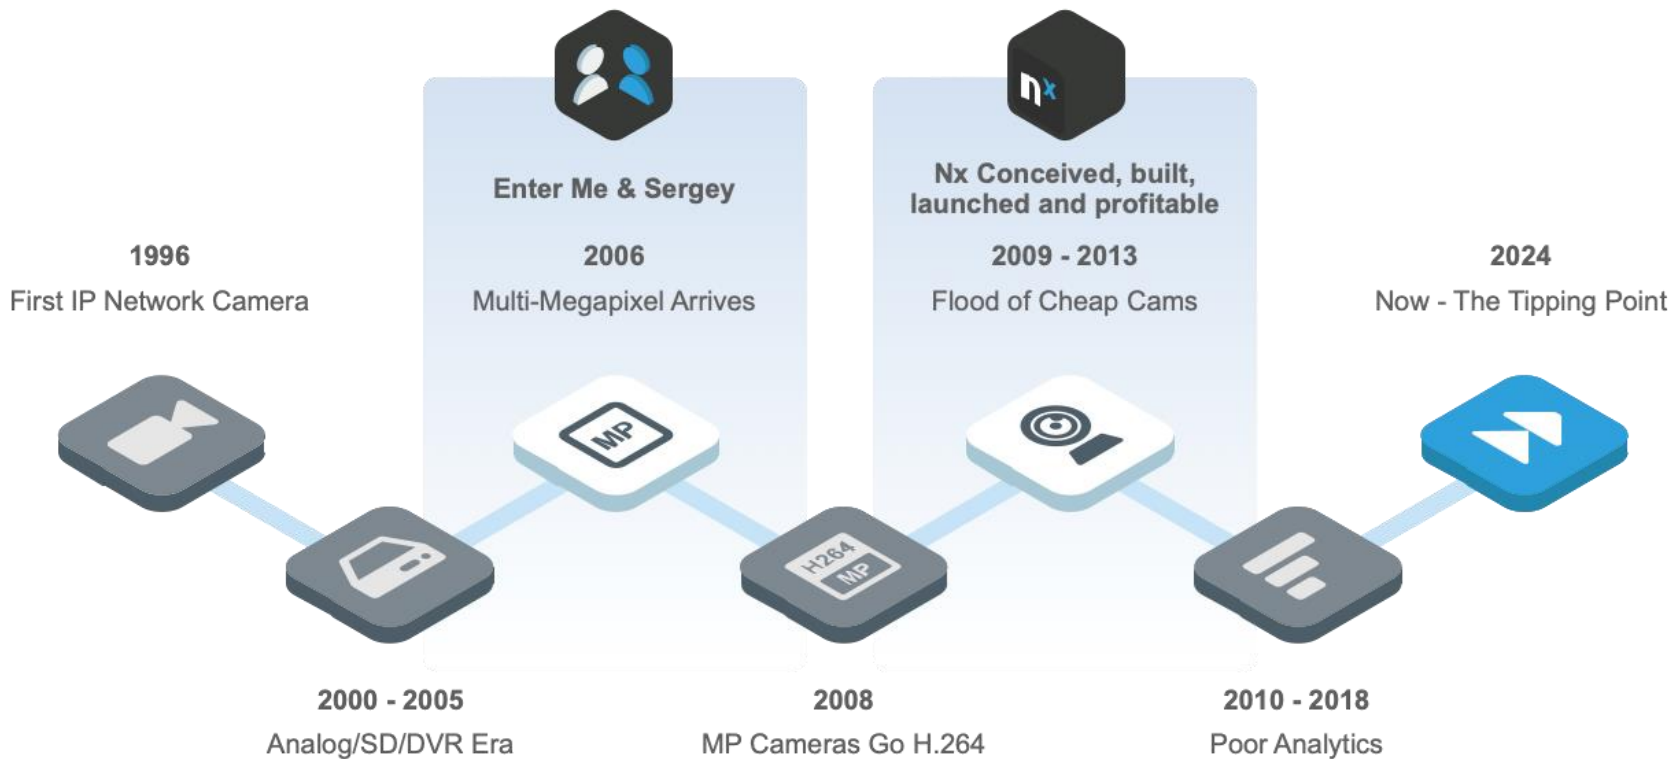 nx
Enter Me & Sergey
Nx Conceived, built,
launched and profitable
1996
First IP Network Camera
2006
Multi-Megapixel Arrives
2009 - 2013
Flood of Cheap Cams
2024
Now - The Tipping Point
MP
H264
MP
2000 - 2005
Analog/SD/DVR Era
2008
MP Cameras Go H.264
2010 - 2018
Poor Analytics